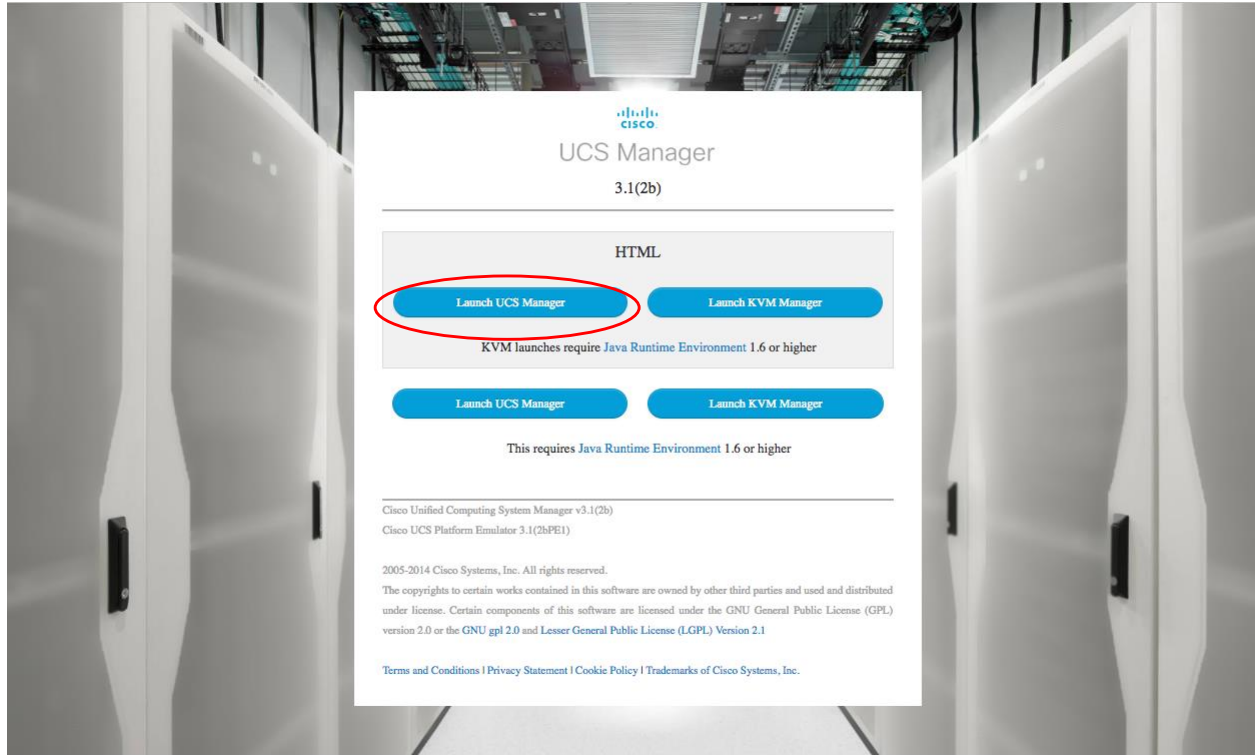 CISCO
UCS Manager
3.1(2b)
HTML
Launch UCS Manager
Launch KVM Manager
KVM launches require Java Runtime Environment 1.6 or higher
Launch UCS Manager
Launch KVM Manager
This requires Java Runtime Environment 1.6 or higher
Cisco Unified Computing System Manager v3.1(2b)
Cisco UCS Platform Emulator 3.1(2bPE1)
2005-2014 Cisco Systems, Inc. All rights reserved.
The copyrights to certain works contained in this software are owned by other third parties and used and distributed
under license. Certain components of this software are licensed under the GNU General Public License (GPL)
version 2.0 or the GNU gpl 2.0 and Lesser General Public License (LGPL) Version 2.1
Terms and Conditions | Privacy Statement | Cookie Policy | Trademarks of Cisco Systems, Inc.